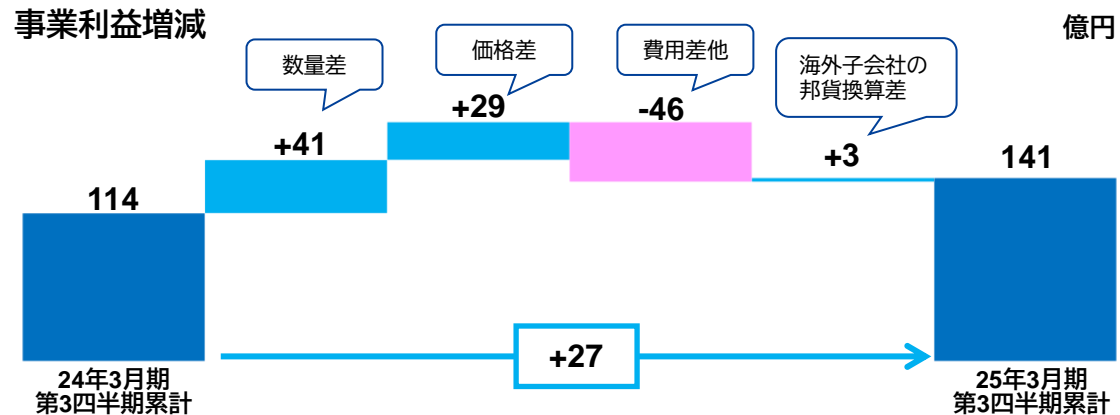 事業利益増減
億円
数量差
価格差
費用差他
海外子会社の
邦貨換算差
114
+41
+29
-46
+3
141
+27
24年3月期
第3四半期累計
25年3月期
第3四半期累計